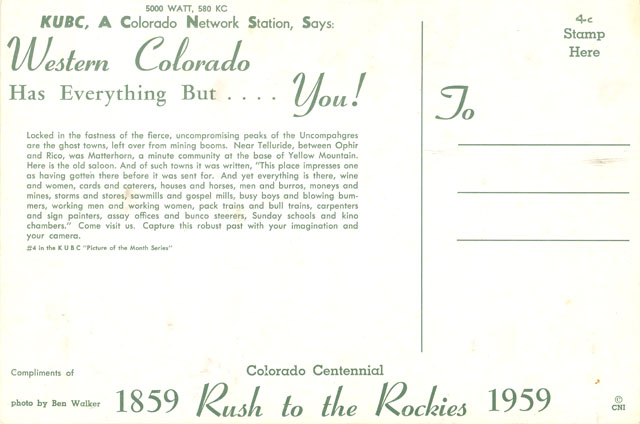 5000 WATT, 580 KC
KUBC, A Colorado Network Station, Says:
Western Colorado
Has Everything But . . . . You!
Locked in the fastness of the fierce, uncompromising peaks of the Uncompahgres
are the ghost towns, left over from mining booms. Near Telluride, between Ophir
and Rico, was Matterhorn, a minute community at the base of Yellow Mountain.
Here is the old saloon. And of such towns it was written, "This place impresses one
as having gotten there before it was sent for. And yet everything is there, wine
and women, cards and caterers, houses and horses, men and burros, moneys and
mines, storms and stores, sawmills and gospel mills, busy boys and blowing bum-
mers, working men and working women, pack trains and bull trains, carpenters
and sign painters, assay offices and bunco steerers, Sunday schools and kino
chambers." Come visit us. Capture this robust past with your imagination and
your camera.
#4 in the KUBC "Picture of the Month Series"
4-c
Stamp
Here
To
Compliments of
photo by Ben Walker
Colorado Centennial
1859 Rush to the Rockies 1959
©
CNI